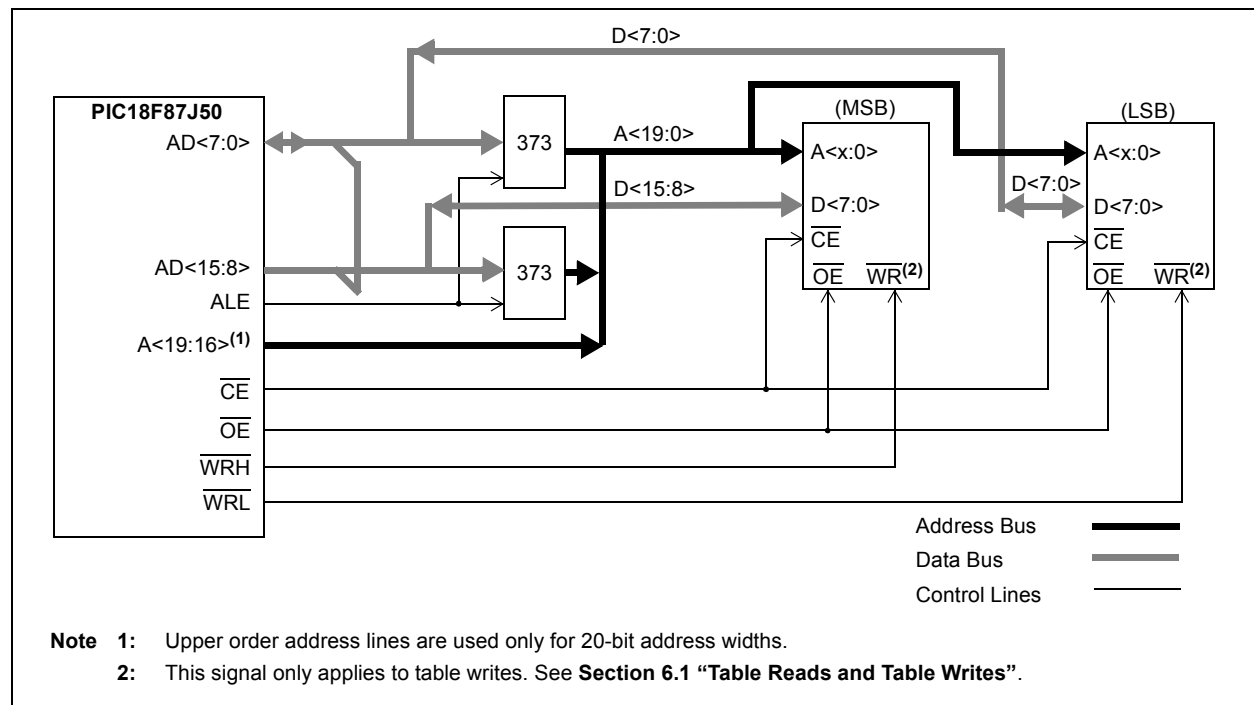 D<7:0>
PIC18F87J50
AD<7:0>
373
A<19:0>
(MSB)
(LSB)
A<x:0>
A<x:0>
D<15:8>
D<7:0>
D<7:0>
D<7:0>
CE
CE
AD<15:8>
373
OE WR(2)
OE WR(2)
ALE
A<19:16>(1)
CE
OE
WRH
WRL
Address Bus
Data Bus
Control Lines
Note 1: Upper order address lines are used only for 20-bit address widths.
2: This signal only applies to table writes. See Section 6.1 “Table Reads and Table Writes”.